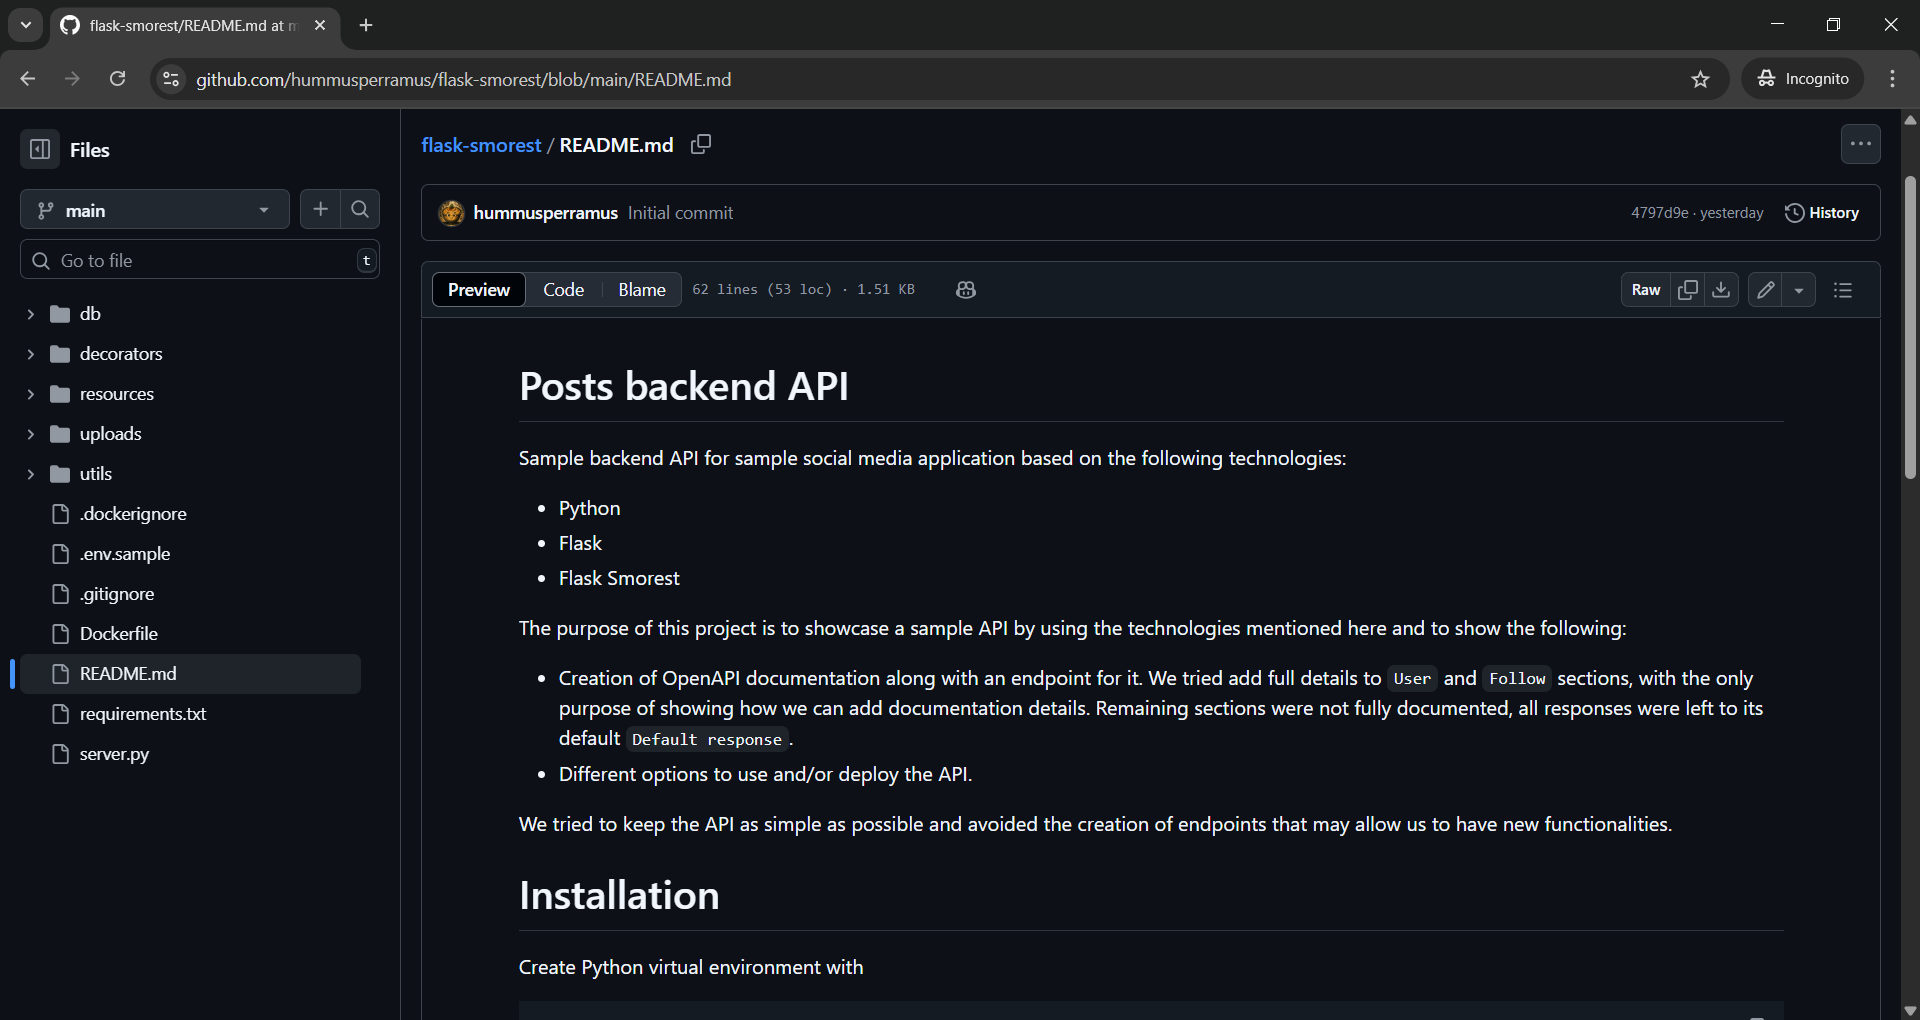 flask-smorest/README.md at m
github.com/hummusperramus/flask-smorest/blob/main/README.md
Incognito
Files
main
Go to file
t
db
decorators
resources
uploads
utils
.dockerignore
.env.sample
.gitignore
Dockerfile
README.md
requirements.txt
server.py
flask-smorest / README.md
hummusperramus Initial commit
4797d9e · yesterday
History
Preview Code Blame 62 lines (53 loc) · 1.51 KB
Raw
Posts backend API
Sample backend API for sample social media application based on the following technologies:
• Python
• Flask
• Flask Smorest
The purpose of this project is to showcase a sample API by using the technologies mentioned here and to show the following:
• Creation of OpenAPI documentation along with an endpoint for it. We tried add full details to User and Follow sections, with the only
purpose of showing how we can add documentation details. Remaining sections were not fully documented, all responses were left to its
default Default response.
• Different options to use and/or deploy the API.
We tried to keep the API as simple as possible and avoided the creation of endpoints that may allow us to have new functionalities.
Installation
Create Python virtual environment with